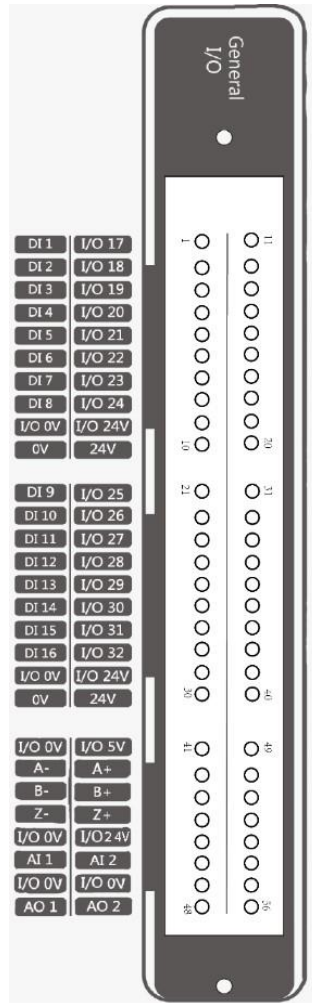 General
I/O
1 11
DI 1 I/O 17
DI 2 I/O 18
DI 3 I/O 19
DI 4 I/O 20
DI 5 I/O 21
DI 6 I/O 22
DI 7 I/O 23
DI 8 I/O 24
I/O 0V I/O 24V
0V 24V
10 20
21 31
DI 9 I/O 25
DI 10 I/O 26
DI 11 I/O 27
DI 12 I/O 28
DI 13 I/O 29
DI 14 I/O 30
DI 15 I/O 31
DI 16 I/O 32
I/O 0V I/O 24V
0V 24V
30 40
41 49
I/O 0V I/O 5V
A- A+
B- B+
Z- Z+
I/O 0V I/O24V
AI 1 AI 2
I/O 0V I/O 0V
AO 1 AO 2
48 56